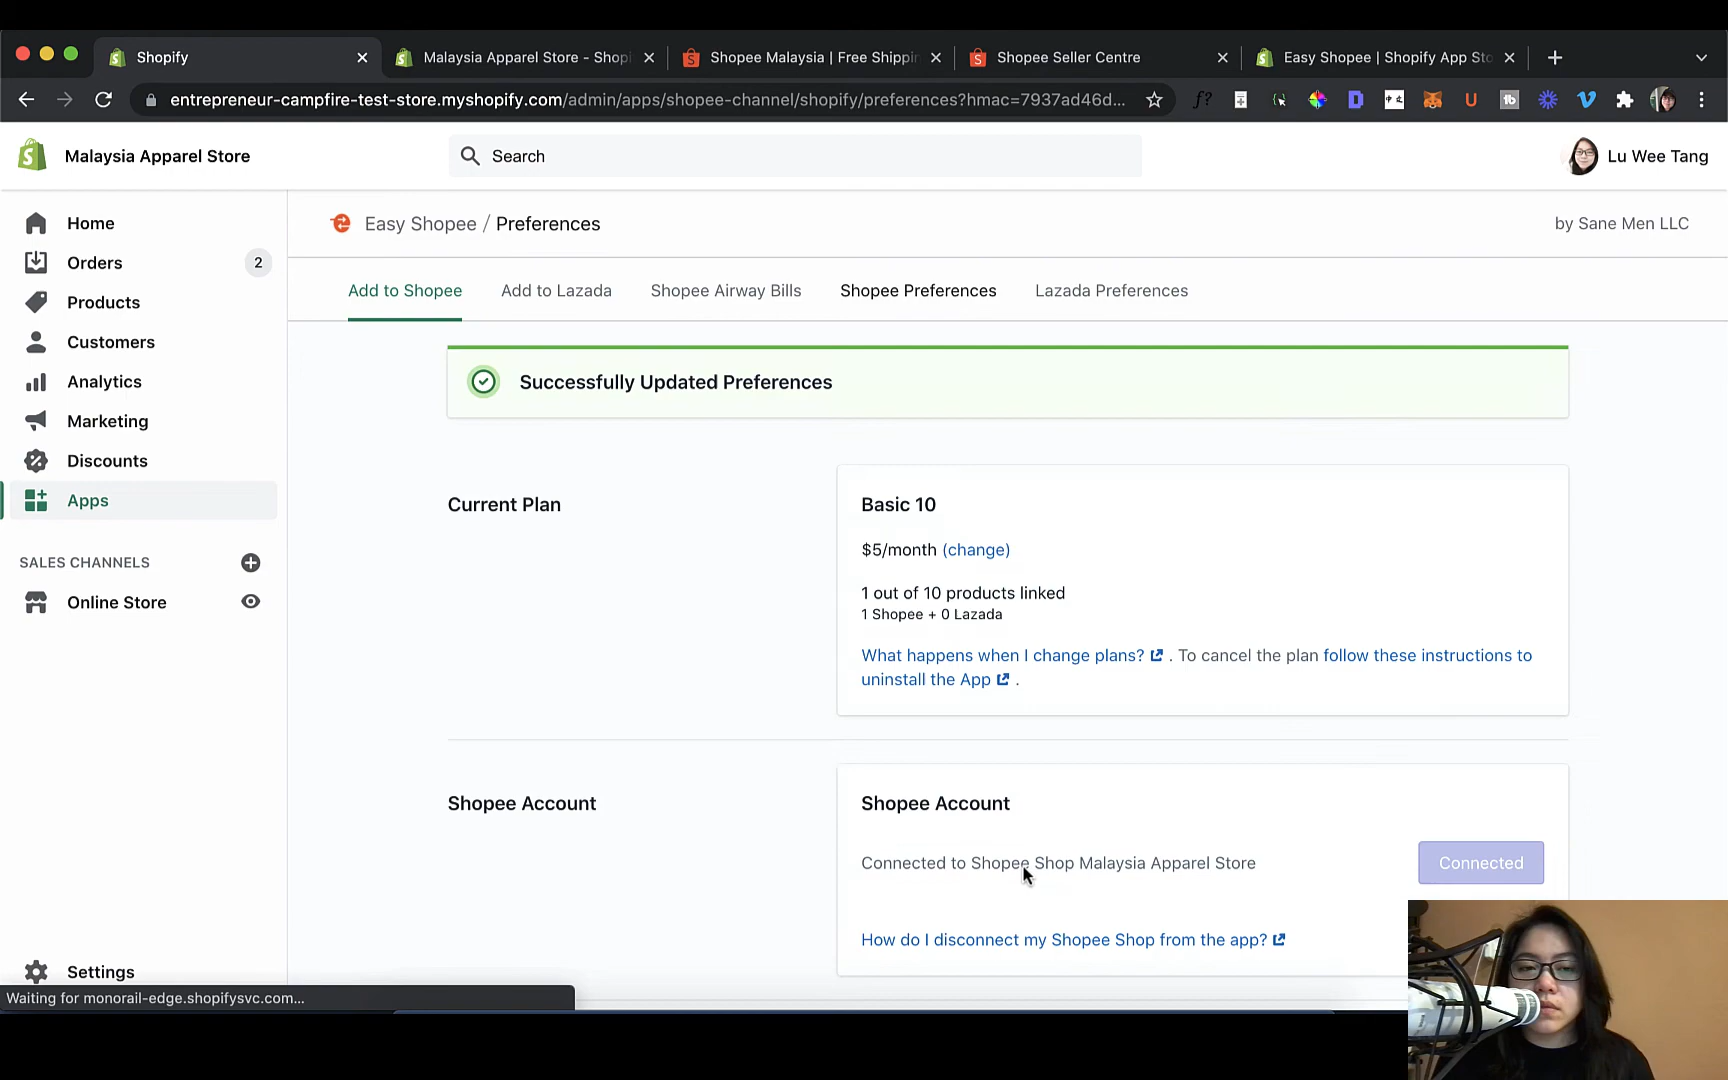 Shopify
Malaysia Apparel Store - Shopi
Shopee Malaysia | Free Shippin
Shopee Seller Centre
Easy Shopee | Shopify App Sto
entrepreneur-campfire-test-store.myshopify.com/admin/apps/shopee-channel/shopify/preferences?hmac=7937ad46d...
Malaysia Apparel Store
Search
Lu Wee Tang
Home
Orders
2
Products
Customers
Analytics
Marketing
Discounts
Apps
SALES CHANNELS
Online Store
Settings
Waiting for monorail-edge.shopifysvc.com...
Easy Shopee / Preferences
by Sane Men LLC
Add to Shopee
Add to Lazada
Shopee Airway Bills
Shopee Preferences
Lazada Preferences
Successfully Updated Preferences
Current Plan
Basic 10
$5/month (change)
1 out of 10 products linked
1 Shopee + 0 Lazada
What happens when I change plans? . To cancel the plan follow these instructions to
uninstall the App .
Shopee Account
Shopee Account
Connected to Shopee Shop Malaysia Apparel Store
Connected
How do I disconnect my Shopee Shop from the app?